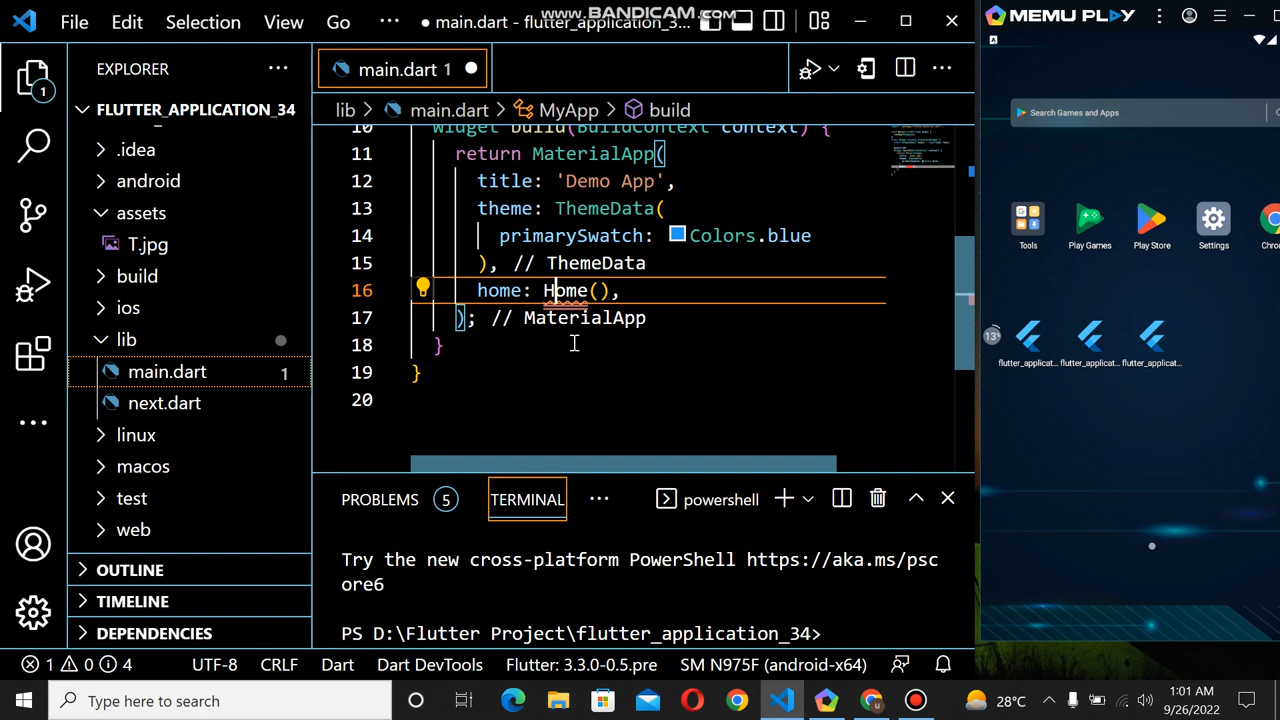 File Edit Selection View Go ··· ● main.dart - flutter_application_3...
www.BANDICAM.com
MEMU PLAY
EXPLORER ···
main.dart 1 ●
FLUTTER_APPLICATION_34
lib > main.dart > MyApp > build
1
.idea
android
assets
T.jpg
build
ios
lib
main.dart 1
next.dart
linux
macos
test
web
OUTLINE
TIMELINE
DEPENDENCIES
10 Widget build(BuildContext context) {
11 return MaterialApp(
12 title: 'Demo App',
13 theme: ThemeData(
14 primarySwatch: Colors.blue
15 ), // ThemeData
16 home: Home(),
17 ); // MaterialApp
18 }
19 }
20
PROBLEMS 5 TERMINAL ··· powershell
Try the new cross-platform PowerShell https://aka.ms/psc
ore6
PS D:\Flutter Project\flutter_application_34>
1 0 4 UTF-8 CRLF Dart Dart DevTools Flutter: 3.3.0-0.5.pre SM N975F (android-x64)
A
Search Games and Apps
Tools Play Games Play Store Settings Chro
13%
flutter_applicat... flutter_applicat... flutter_applicat...
Type here to search
28°C
1:01 AM
9/26/2022